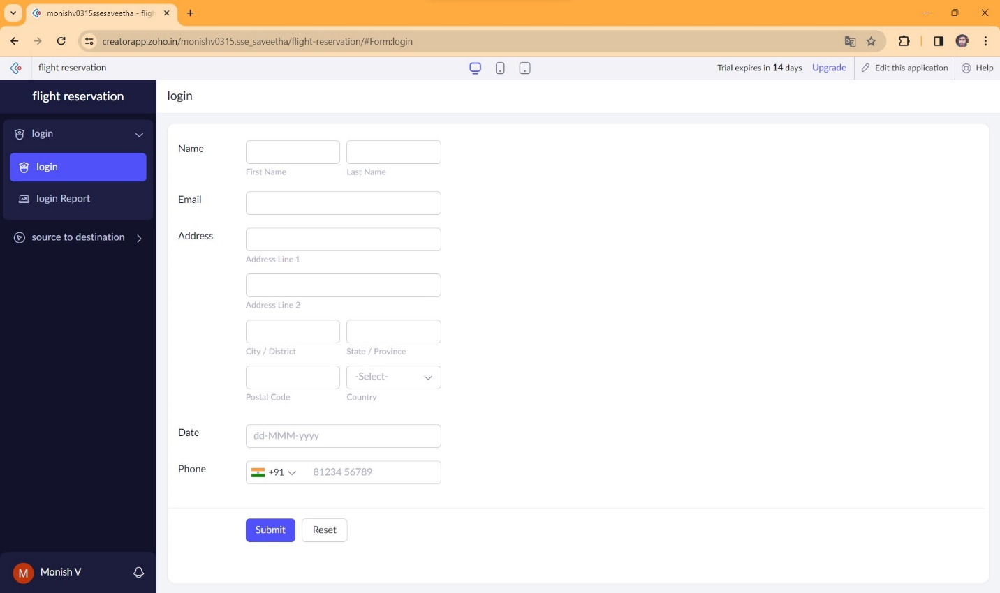 monishv0315ssesaveetha - fligh
creatorapp.zoho.in/monishv0315.sse_saveetha/flight-reservation/#Form:login
flight reservation
Trial expires in 14 days Upgrade Edit this application Help
flight reservation
login
login
login
login Report
source to destination
Name
First Name Last Name
Email
Address
Address Line 1
Address Line 2
City / District State / Province
-Select-
Postal Code Country
Date dd-MMM-yyyy
Phone +91 81234 56789
Submit Reset
M Monish V